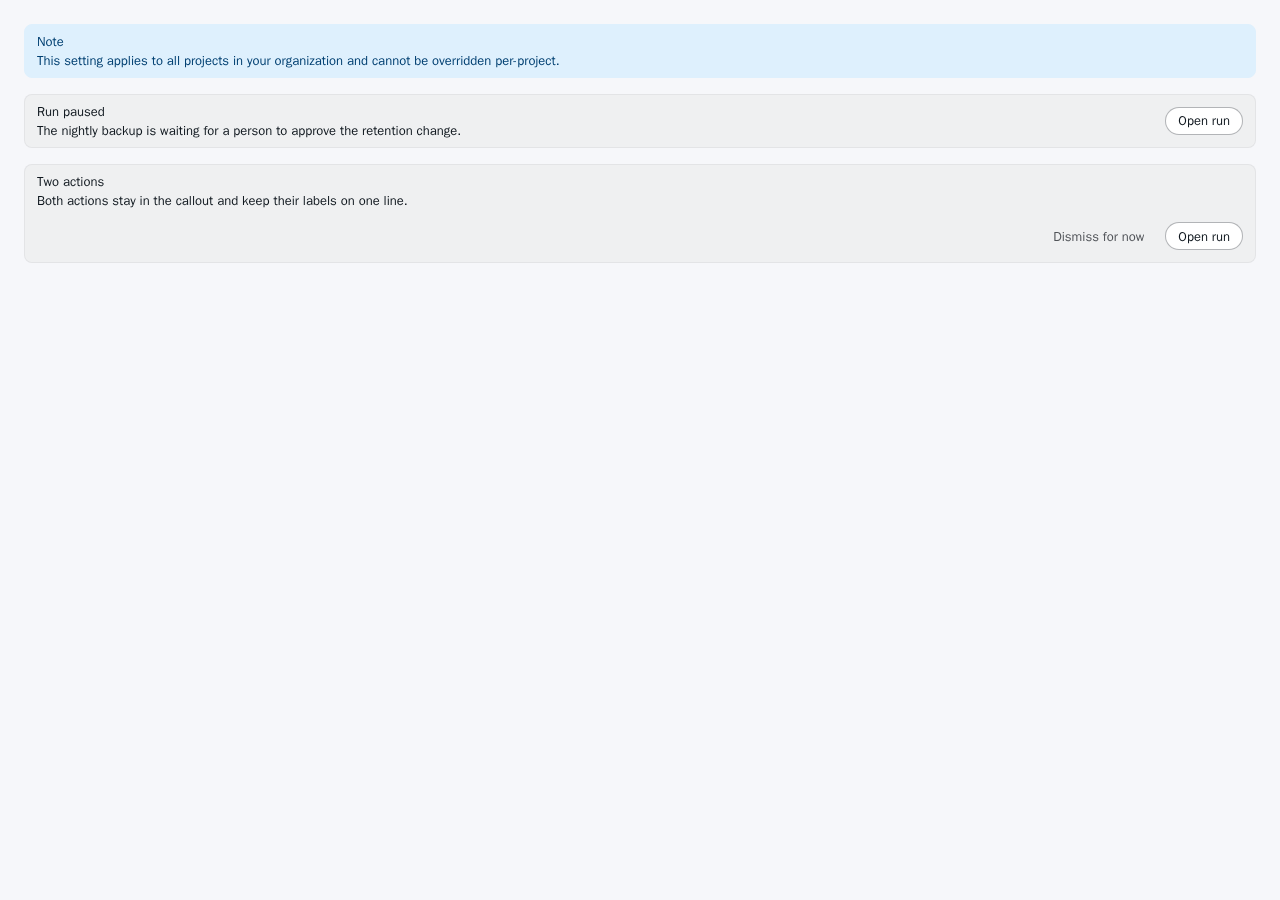 Note
This setting applies to all projects in your organization and cannot be overridden per-project.
Run paused
The nightly backup is waiting for a person to approve the retention change.
Open run
Two actions
Both actions stay in the callout and keep their labels on one line.
Dismiss for now
Open run